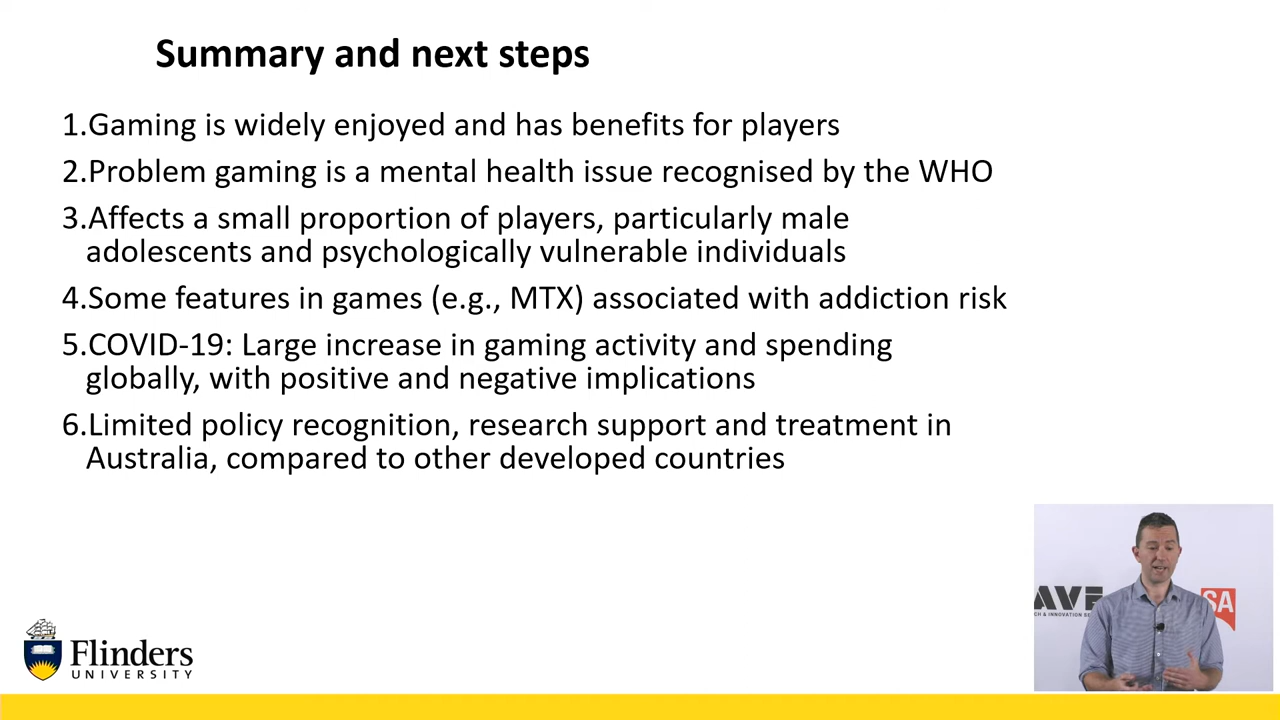 Summary and next steps
1.Gaming is widely enjoyed and has benefits for players
2.Problem gaming is a mental health issue recognised by the WHO
3.Affects a small proportion of players, particularly male
adolescents and psychologically vulnerable individuals
4.Some features in games (e.g., MTX) associated with addiction risk
5.COVID-19: Large increase in gaming activity and spending
globally, with positive and negative implications
6.Limited policy recognition, research support and treatment in
Australia, compared to other developed countries
AVE
& INNOVATION
SA
Flinders
UNIVERSITY